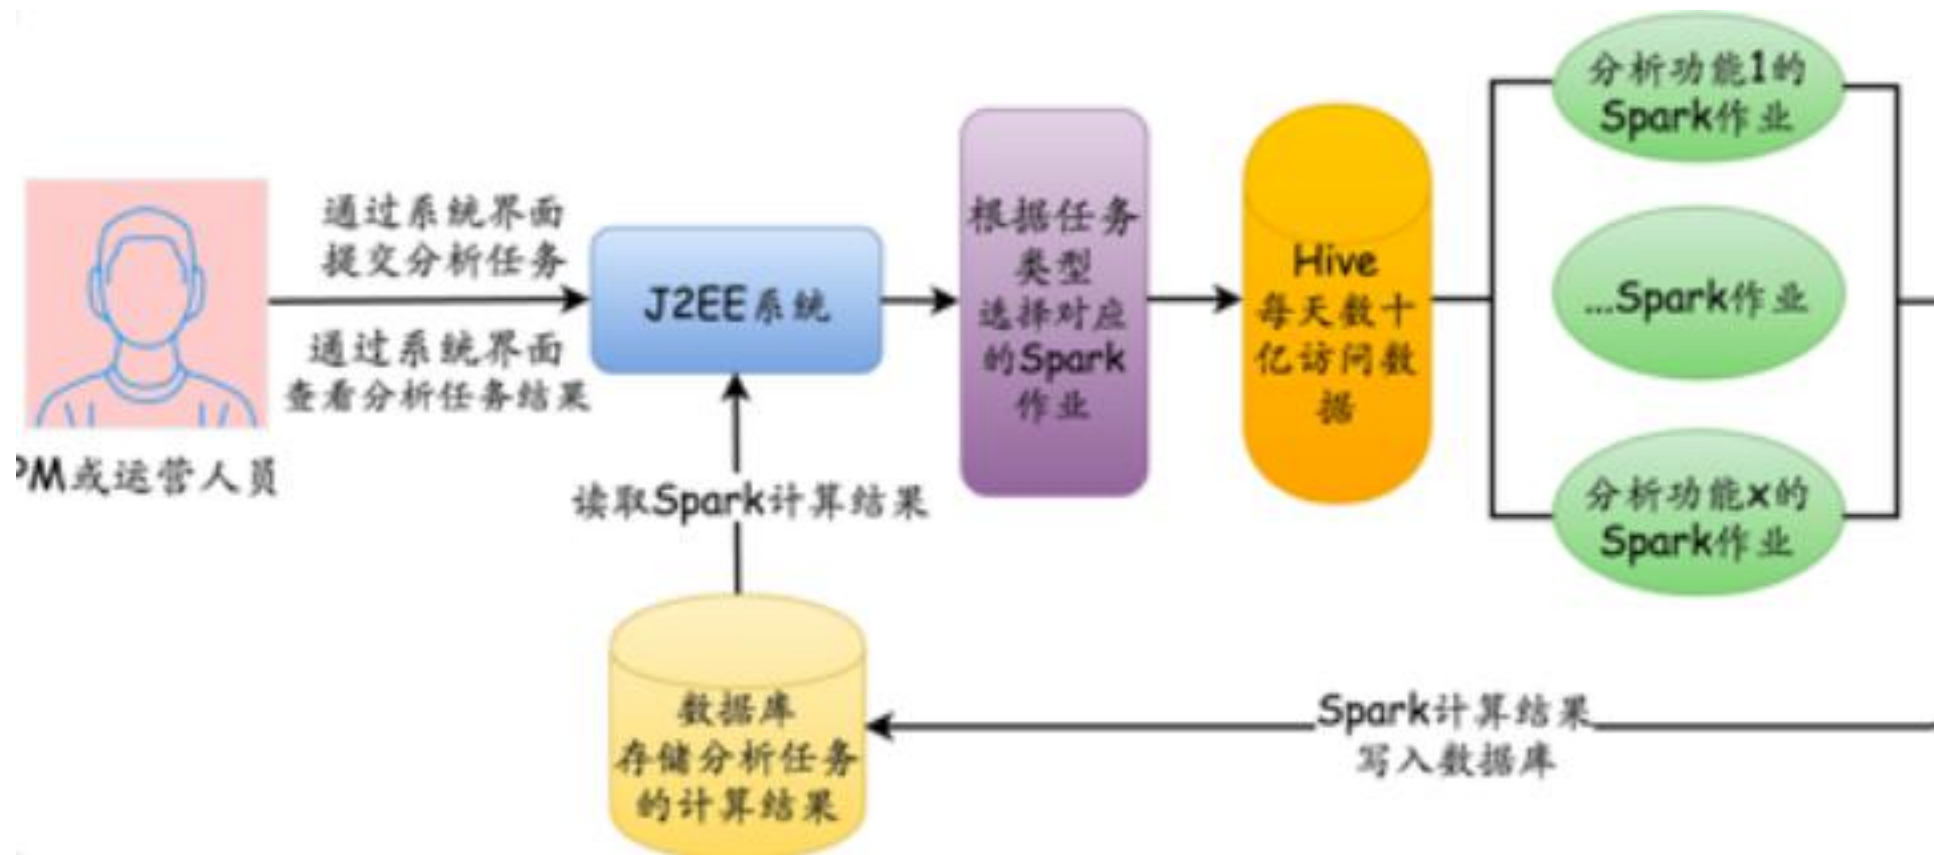 通过系统界面
提交分析任务
通过系统界面
查看分析任务结果
PM或运营人员
J2EE系统
根据任务
类型
选择对应
的Spark
作业
Hive
每天数十
亿访问数
据
分析功能1的
Spark作业
...Spark作业
分析功能x的
Spark作业
读取Spark计算结果
数据库
存储分析任务
的计算结果
Spark计算结果
写入数据库